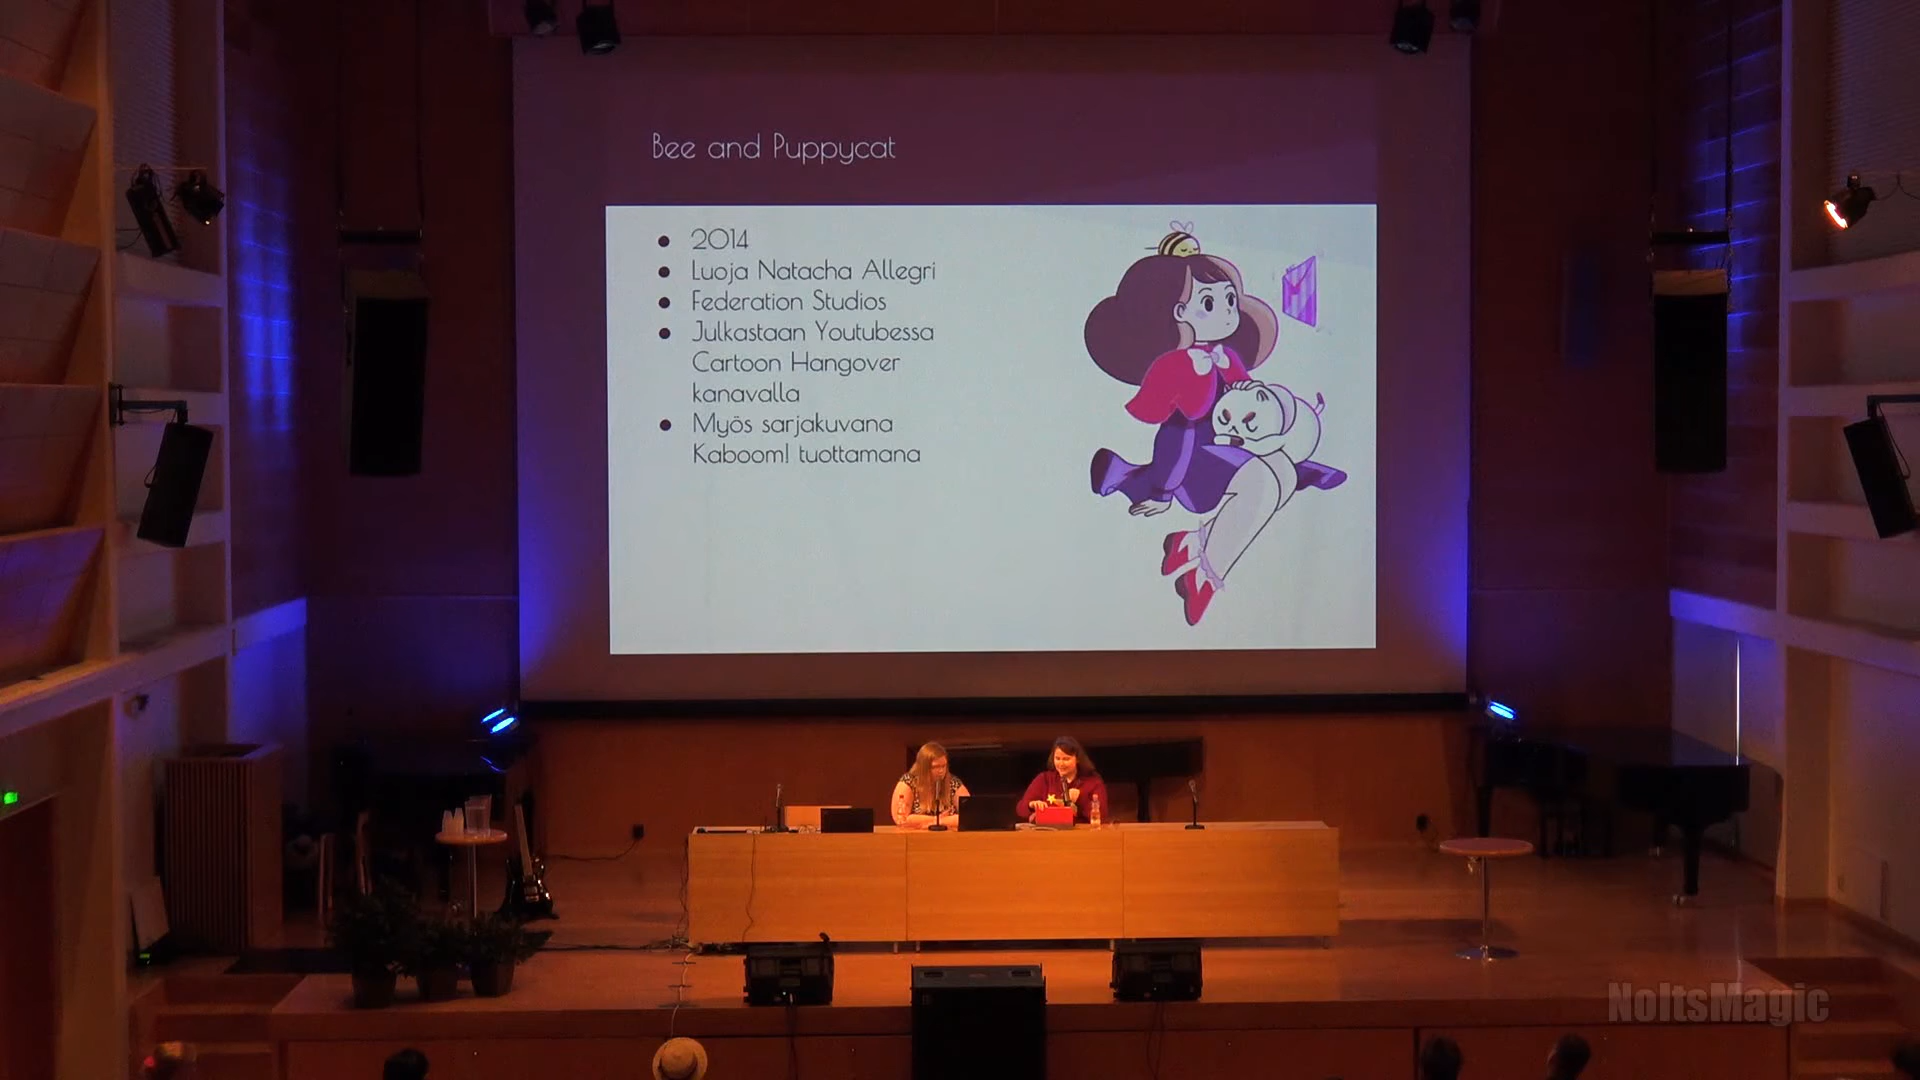 Bee and Puppycat
2014
Luoja Natacha Allegri
Federation Studios
Julkastaan Youtubessa
Cartoon Hangover
kanavalla
Myös sarjakuvana
Kaboom! tuottamana
NoItsMagic